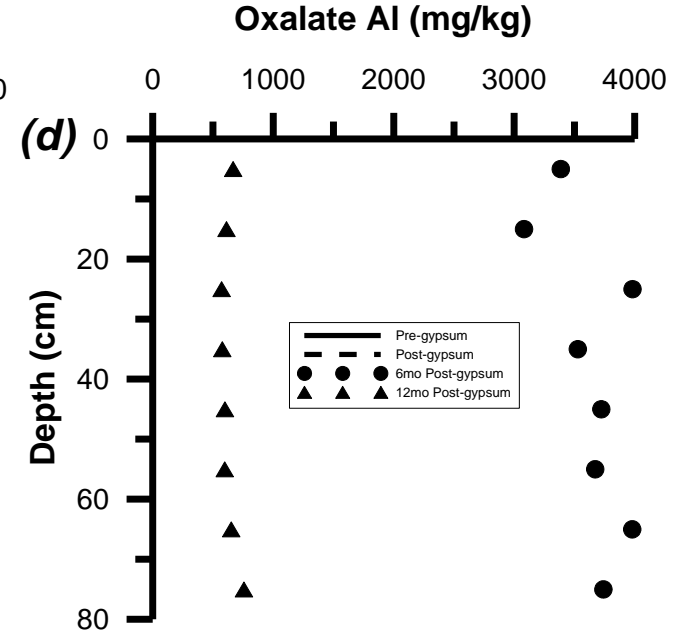 Oxalate Al (mg/kg)
0 1000 2000 3000 4000
0
(d) 0
20
Pre-gypsum
Post-gypsum
6mo Post-gypsum
12mo Post-gypsum
Depth (cm)
40
60
80